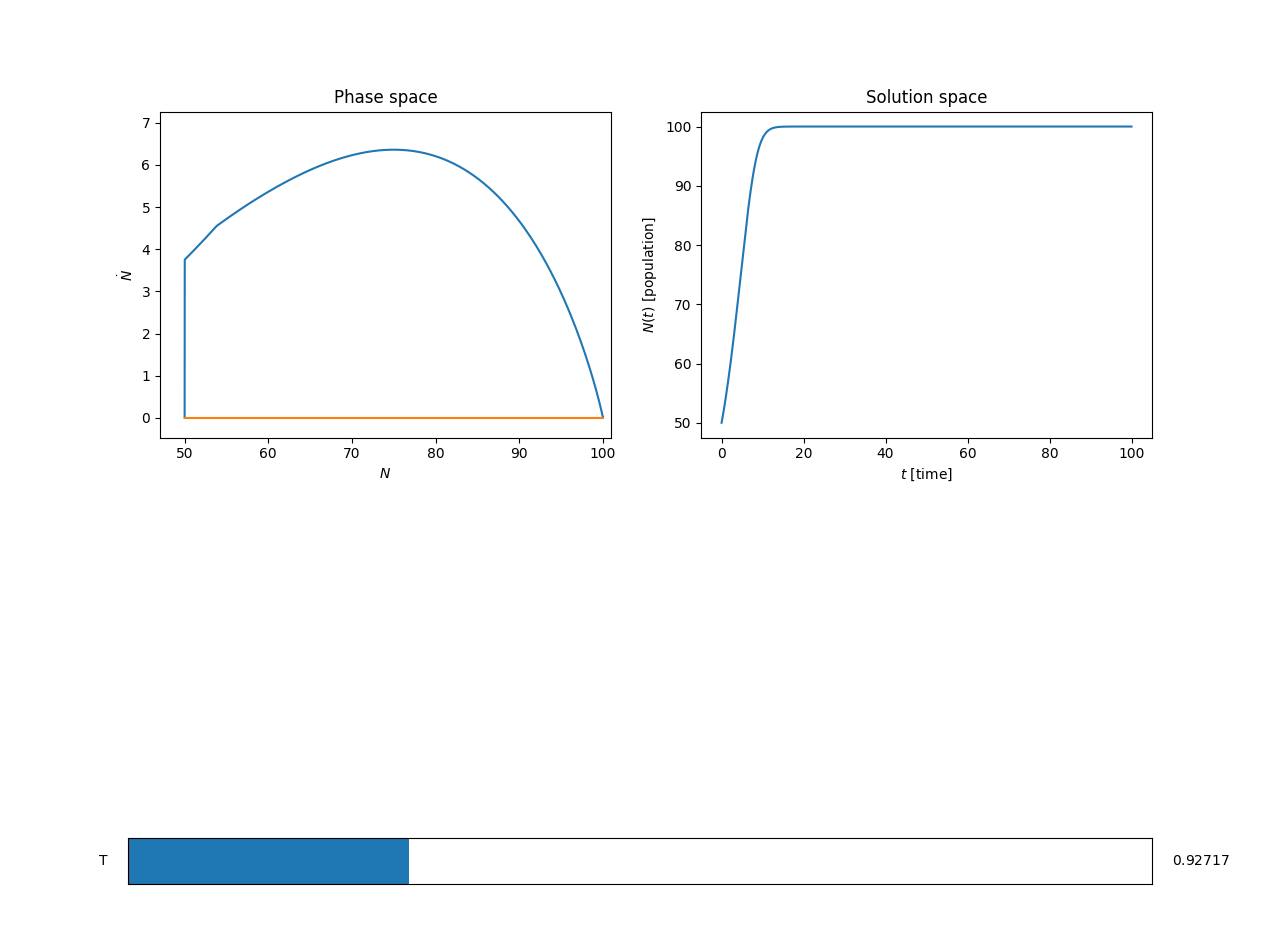 Phase space
7
6
5
4
3
2
1
0
Ṅ
50 60 70 80 90 100
N
Solution space
100
90
80
70
60
50
N(t) [population]
0 20 40 60 80 100
t [time]
T 0.92717